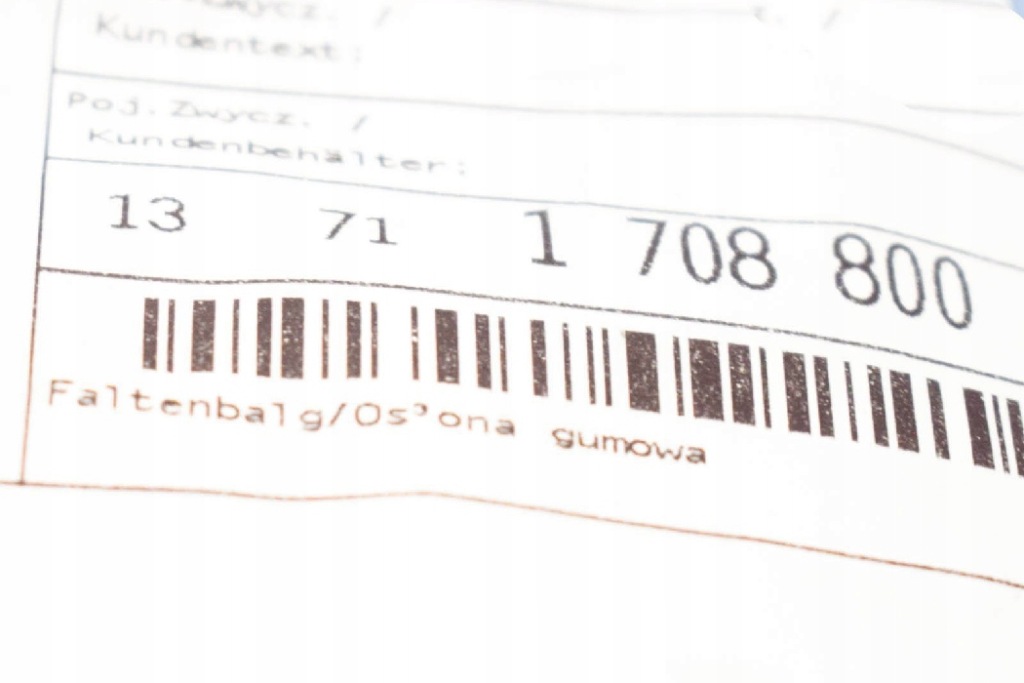 Kundentext:
Poj.Zwycz. /
Kundenbehälter:
13 71 1 708 800
Faltenbalg/Os'ona gumowa